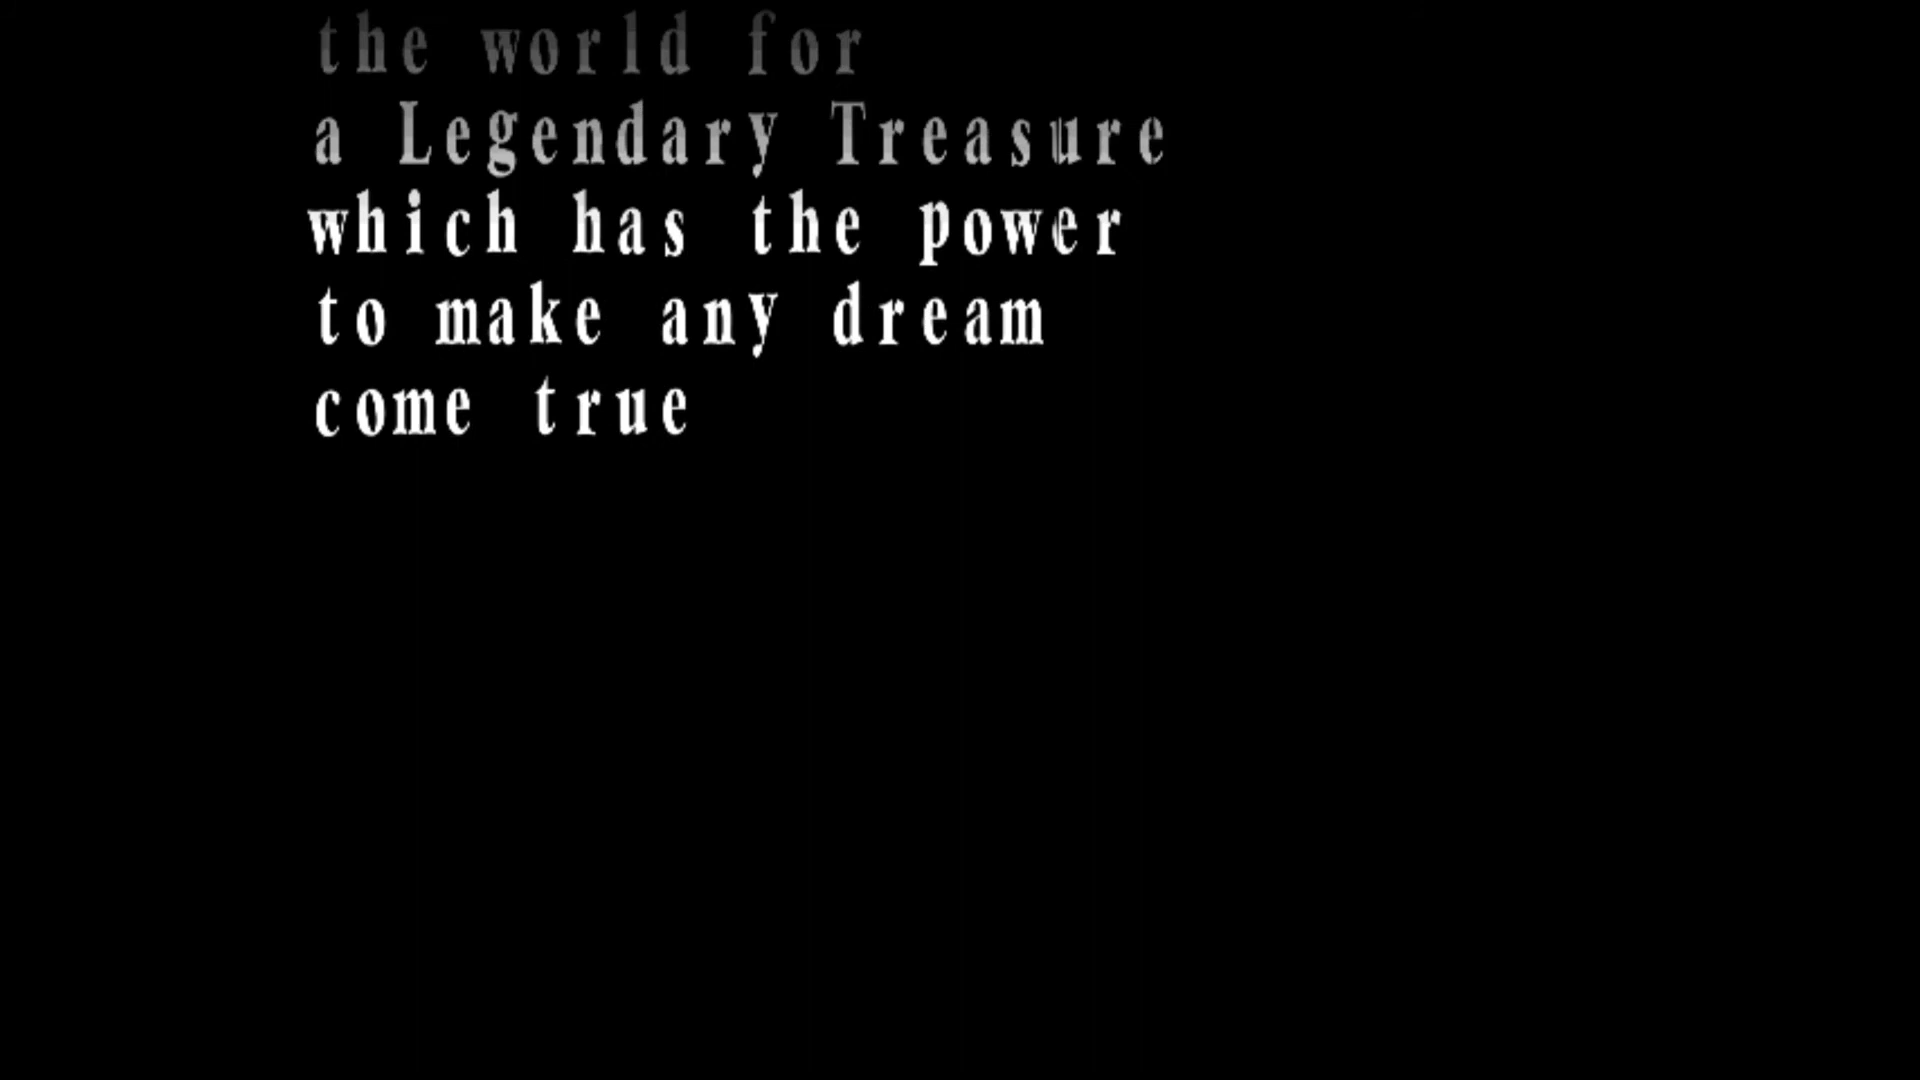 the world for
a Legendary Treasure
which has the power
to make any dream
come true